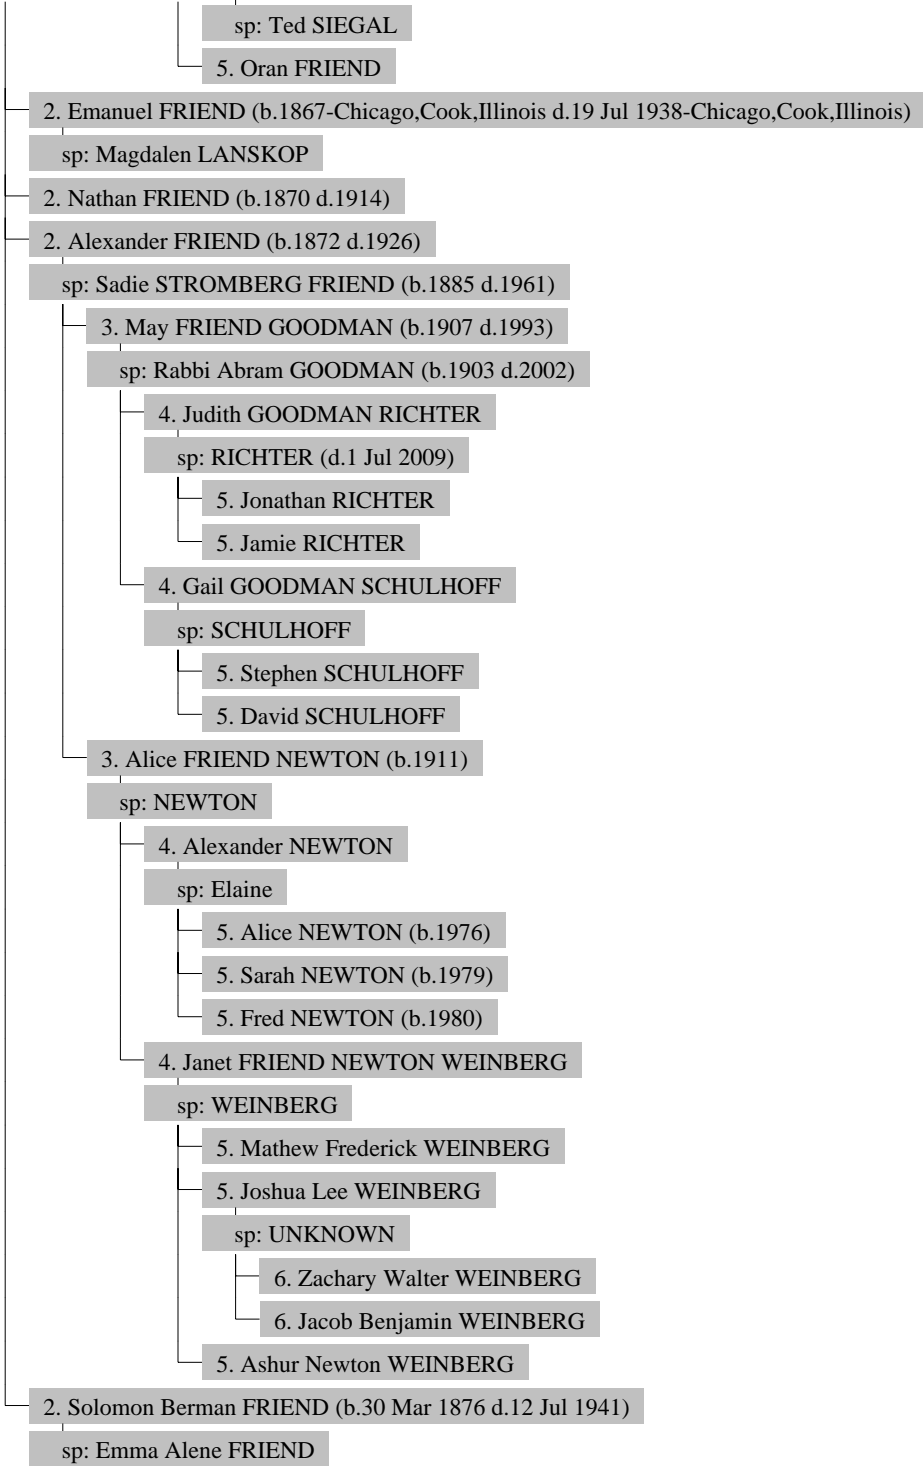 sp: Ted SIEGAL
5. Oran FRIEND
2. Emanuel FRIEND (b.1867-Chicago,Cook,Illinois d.19 Jul 1938-Chicago,Cook,Illinois)
sp: Magdalen LANSKOP
2. Nathan FRIEND (b.1870 d.1914)
2. Alexander FRIEND (b.1872 d.1926)
sp: Sadie STROMBERG FRIEND (b.1885 d.1961)
3. May FRIEND GOODMAN (b.1907 d.1993)
sp: Rabbi Abram GOODMAN (b.1903 d.2002)
4. Judith GOODMAN RICHTER
sp: RICHTER (d.1 Jul 2009)
5. Jonathan RICHTER
5. Jamie RICHTER
4. Gail GOODMAN SCHULHOFF
sp: SCHULHOFF
5. Stephen SCHULHOFF
5. David SCHULHOFF
3. Alice FRIEND NEWTON (b.1911)
sp: NEWTON
4. Alexander NEWTON
sp: Elaine
5. Alice NEWTON (b.1976)
5. Sarah NEWTON (b.1979)
5. Fred NEWTON (b.1980)
4. Janet FRIEND NEWTON WEINBERG
sp: WEINBERG
5. Mathew Frederick WEINBERG
5. Joshua Lee WEINBERG
sp: UNKNOWN
6. Zachary Walter WEINBERG
6. Jacob Benjamin WEINBERG
5. Ashur Newton WEINBERG
2. Solomon Berman FRIEND (b.30 Mar 1876 d.12 Jul 1941)
sp: Emma Alene FRIEND